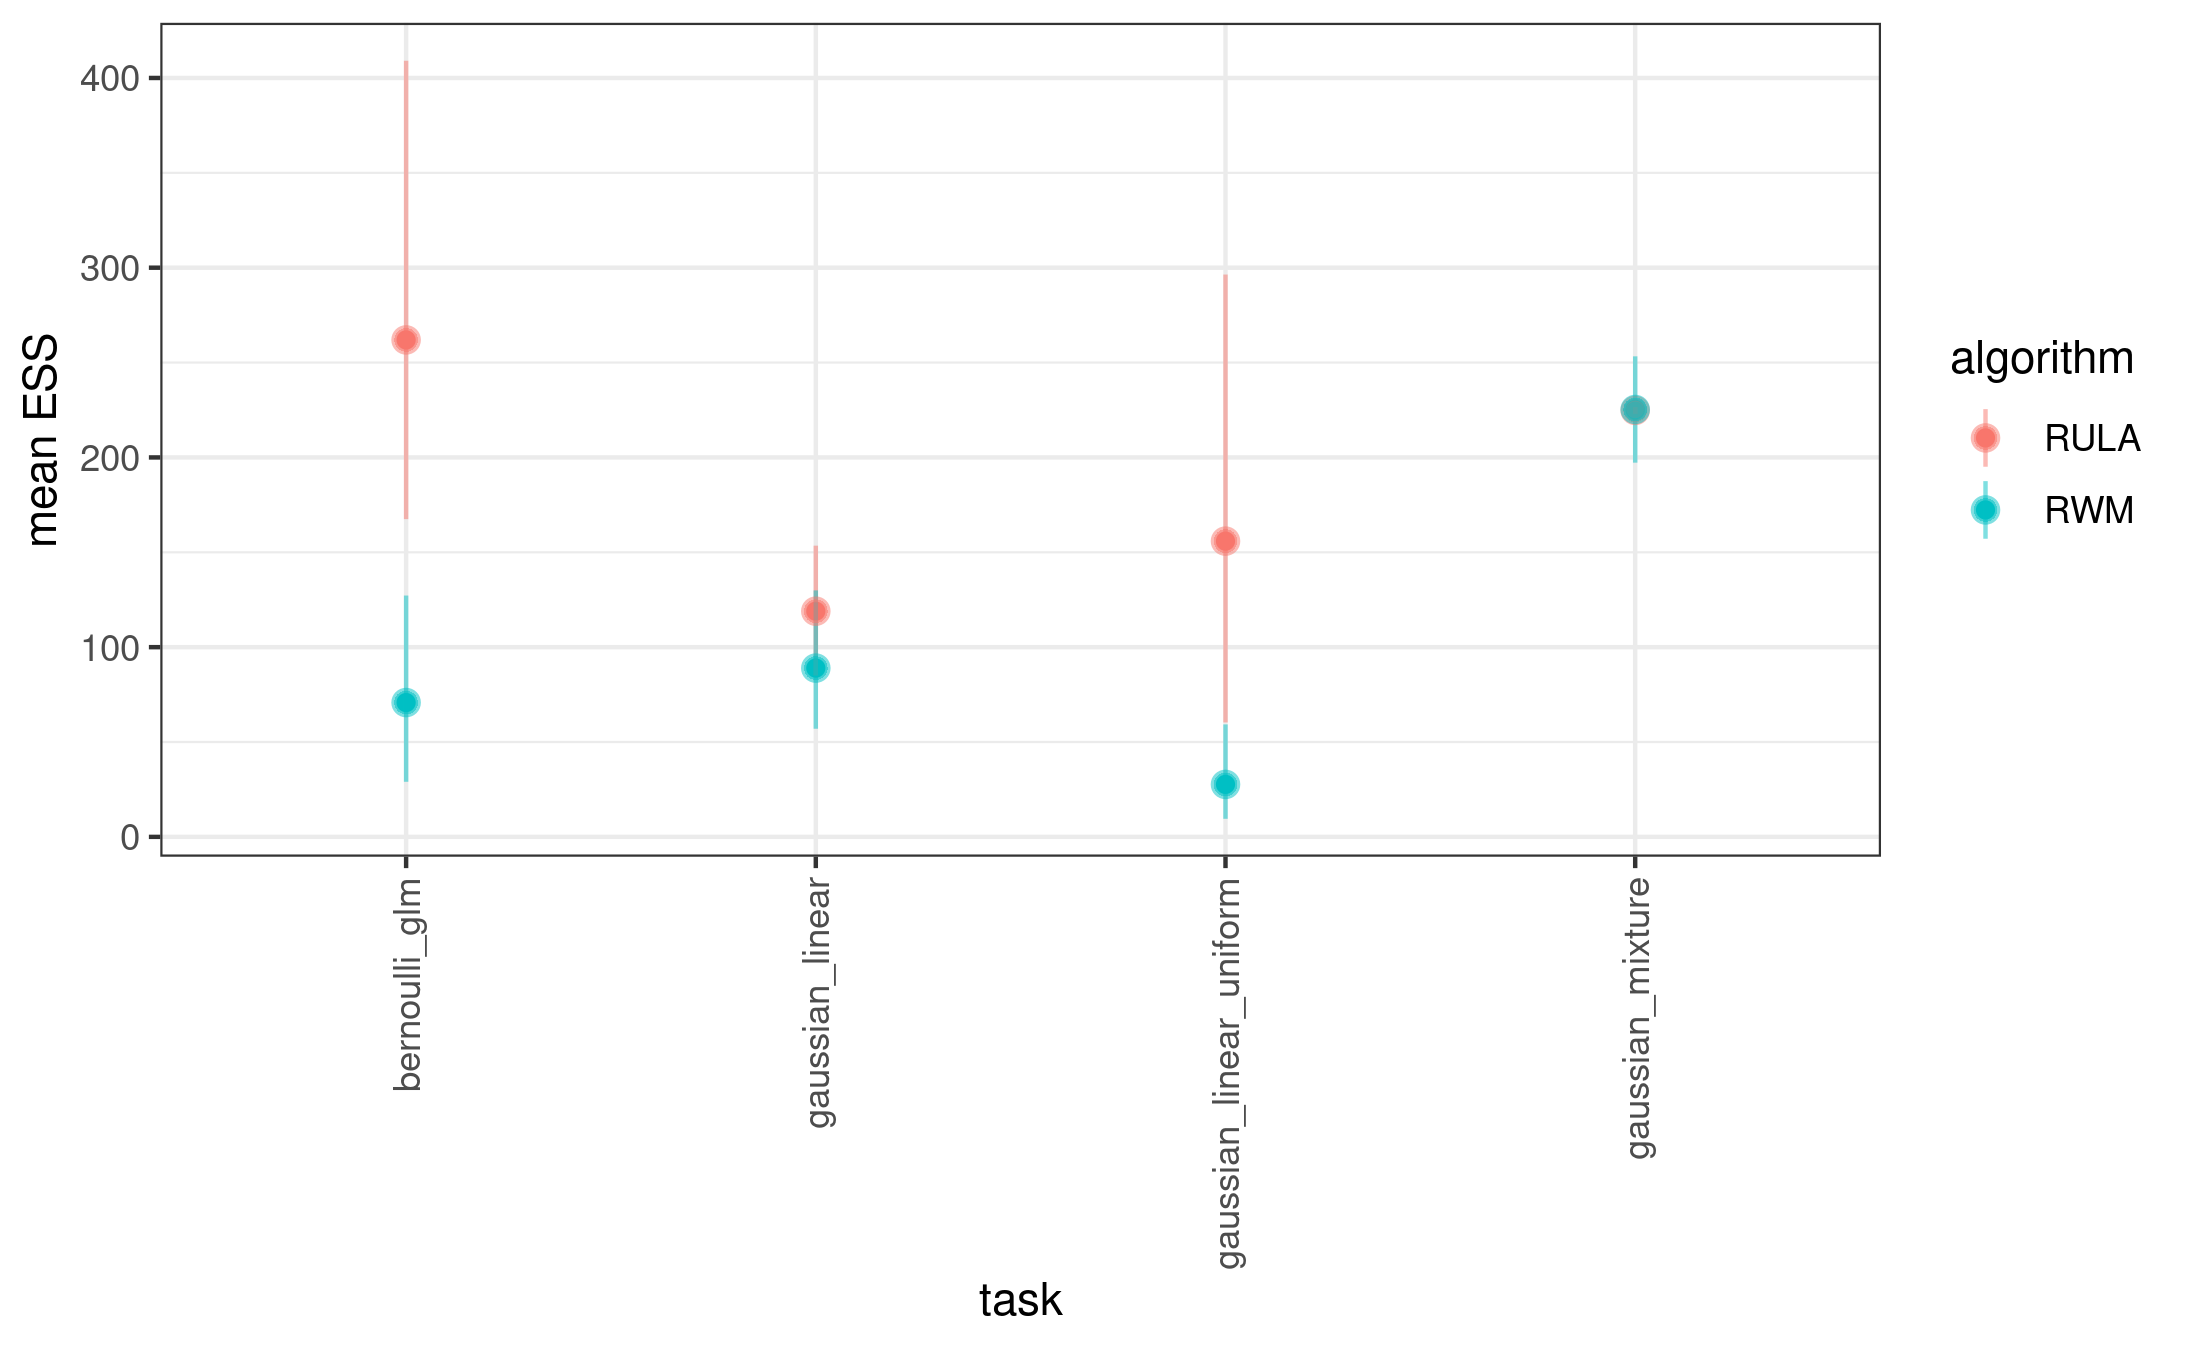 mean ESS
400
300
200
100
0
bernoulli_glm
gaussian_linear
gaussian_linear_uniform
gaussian_mixture
task
algorithm
RULA
RWM